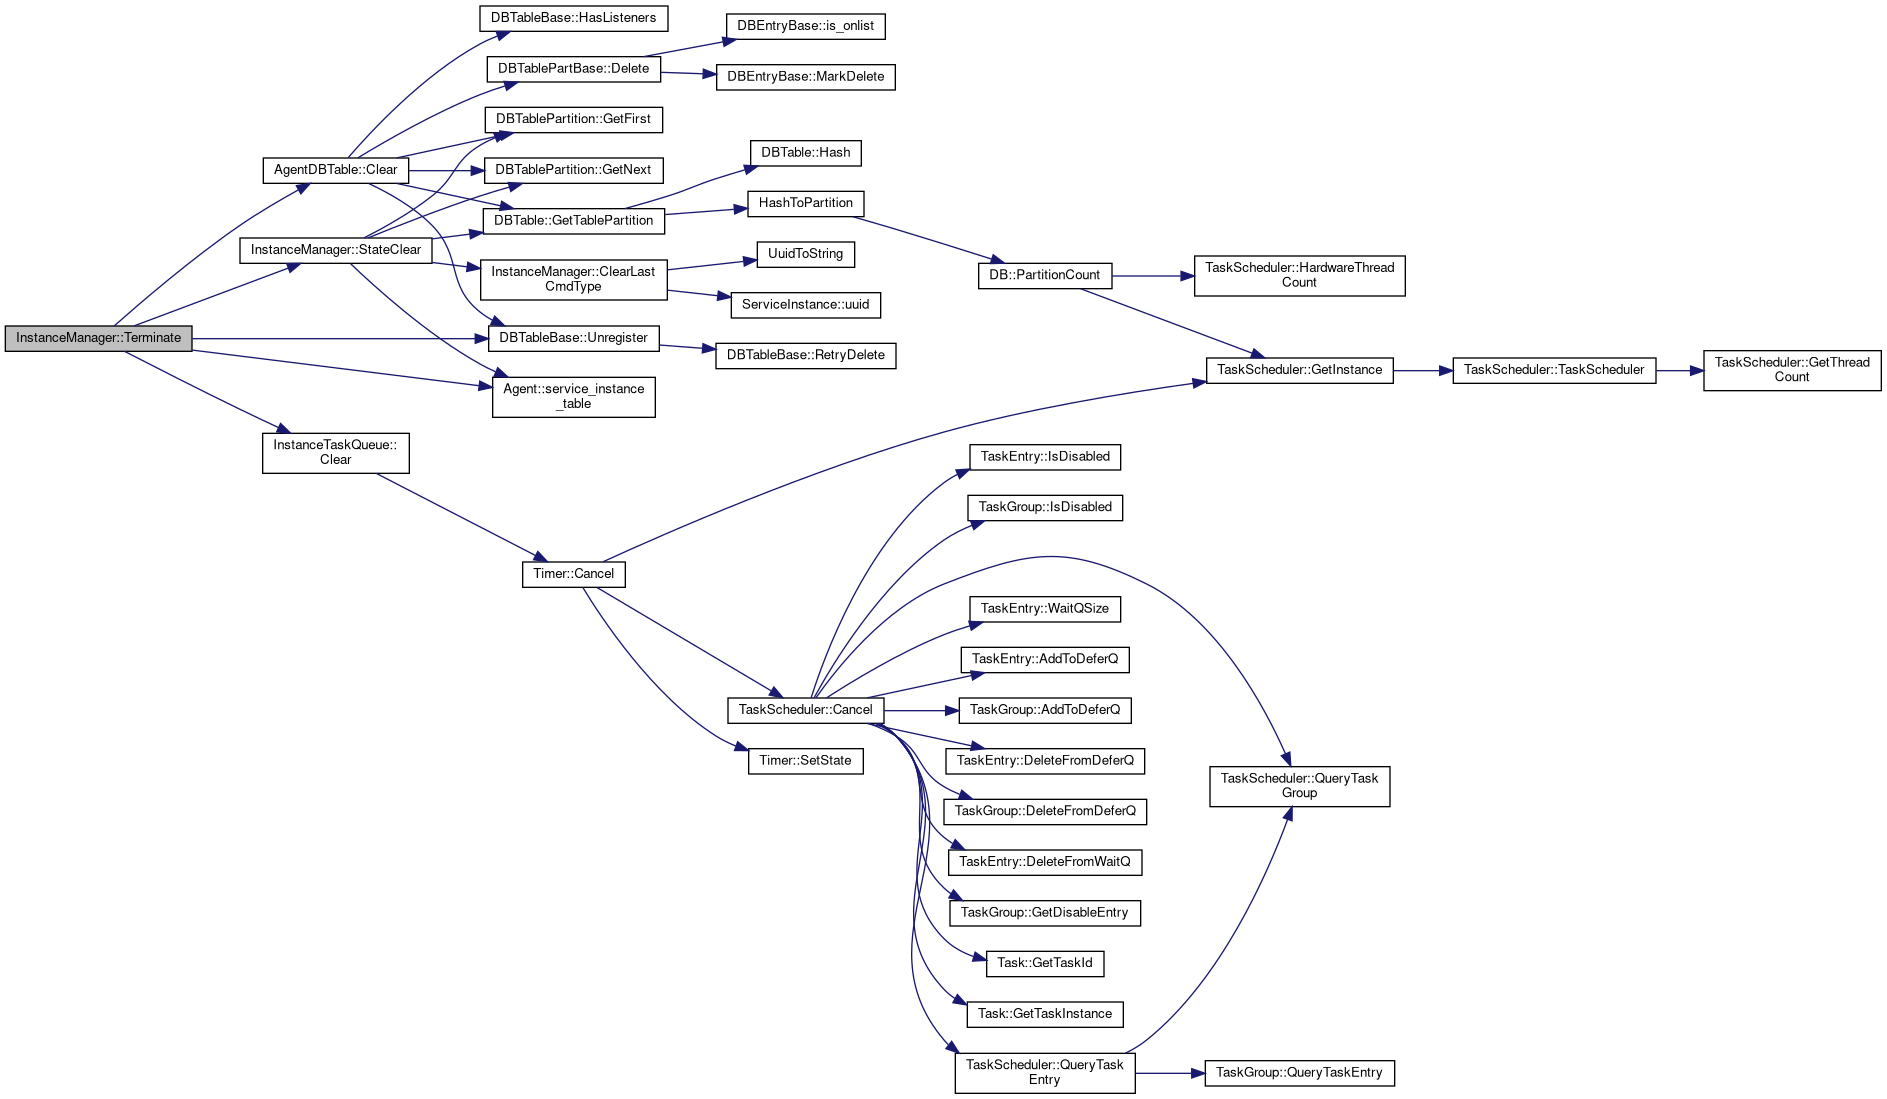 DBTableBase::HasListeners
DBEntryBase::is_onlist
DBTablePartBase::Delete
DBEntryBase::MarkDelete
DBTablePartition::GetFirst
DBTable::Hash
AgentDBTable::Clear
DBTablePartition::GetNext
HashToPartition
DBTable::GetTablePartition
InstanceManager::StateClear
UuidToString
InstanceManager::ClearLast
CmdType
DB::PartitionCount
TaskScheduler::HardwareThread
Count
ServiceInstance::uuid
InstanceManager::Terminate
DBTableBase::Unregister
DBTableBase::RetryDelete
TaskScheduler::GetInstance
TaskScheduler::TaskScheduler
TaskScheduler::GetThread
Count
Agent::service_instance
_table
InstanceTaskQueue::
Clear
TaskEntry::IsDisabled
TaskGroup::IsDisabled
Timer::Cancel
TaskEntry::WaitQSize
TaskEntry::AddToDeferQ
TaskScheduler::Cancel
TaskGroup::AddToDeferQ
Timer::SetState
TaskEntry::DeleteFromDeferQ
TaskScheduler::QueryTask
Group
TaskGroup::DeleteFromDeferQ
TaskEntry::DeleteFromWaitQ
TaskGroup::GetDisableEntry
Task::GetTaskId
Task::GetTaskInstance
TaskScheduler::QueryTask
Entry
TaskGroup::QueryTaskEntry